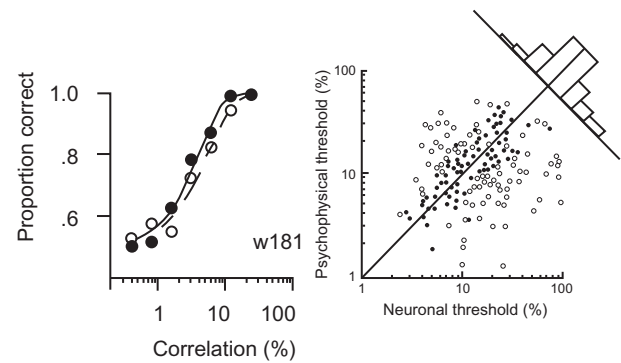 Proportion correct
1.0
.8
.6
w181
1
10
100
Correlation (%)
Psychophysical threshold (%)
100
10
1
1
10
100
Neuronal threshold (%)